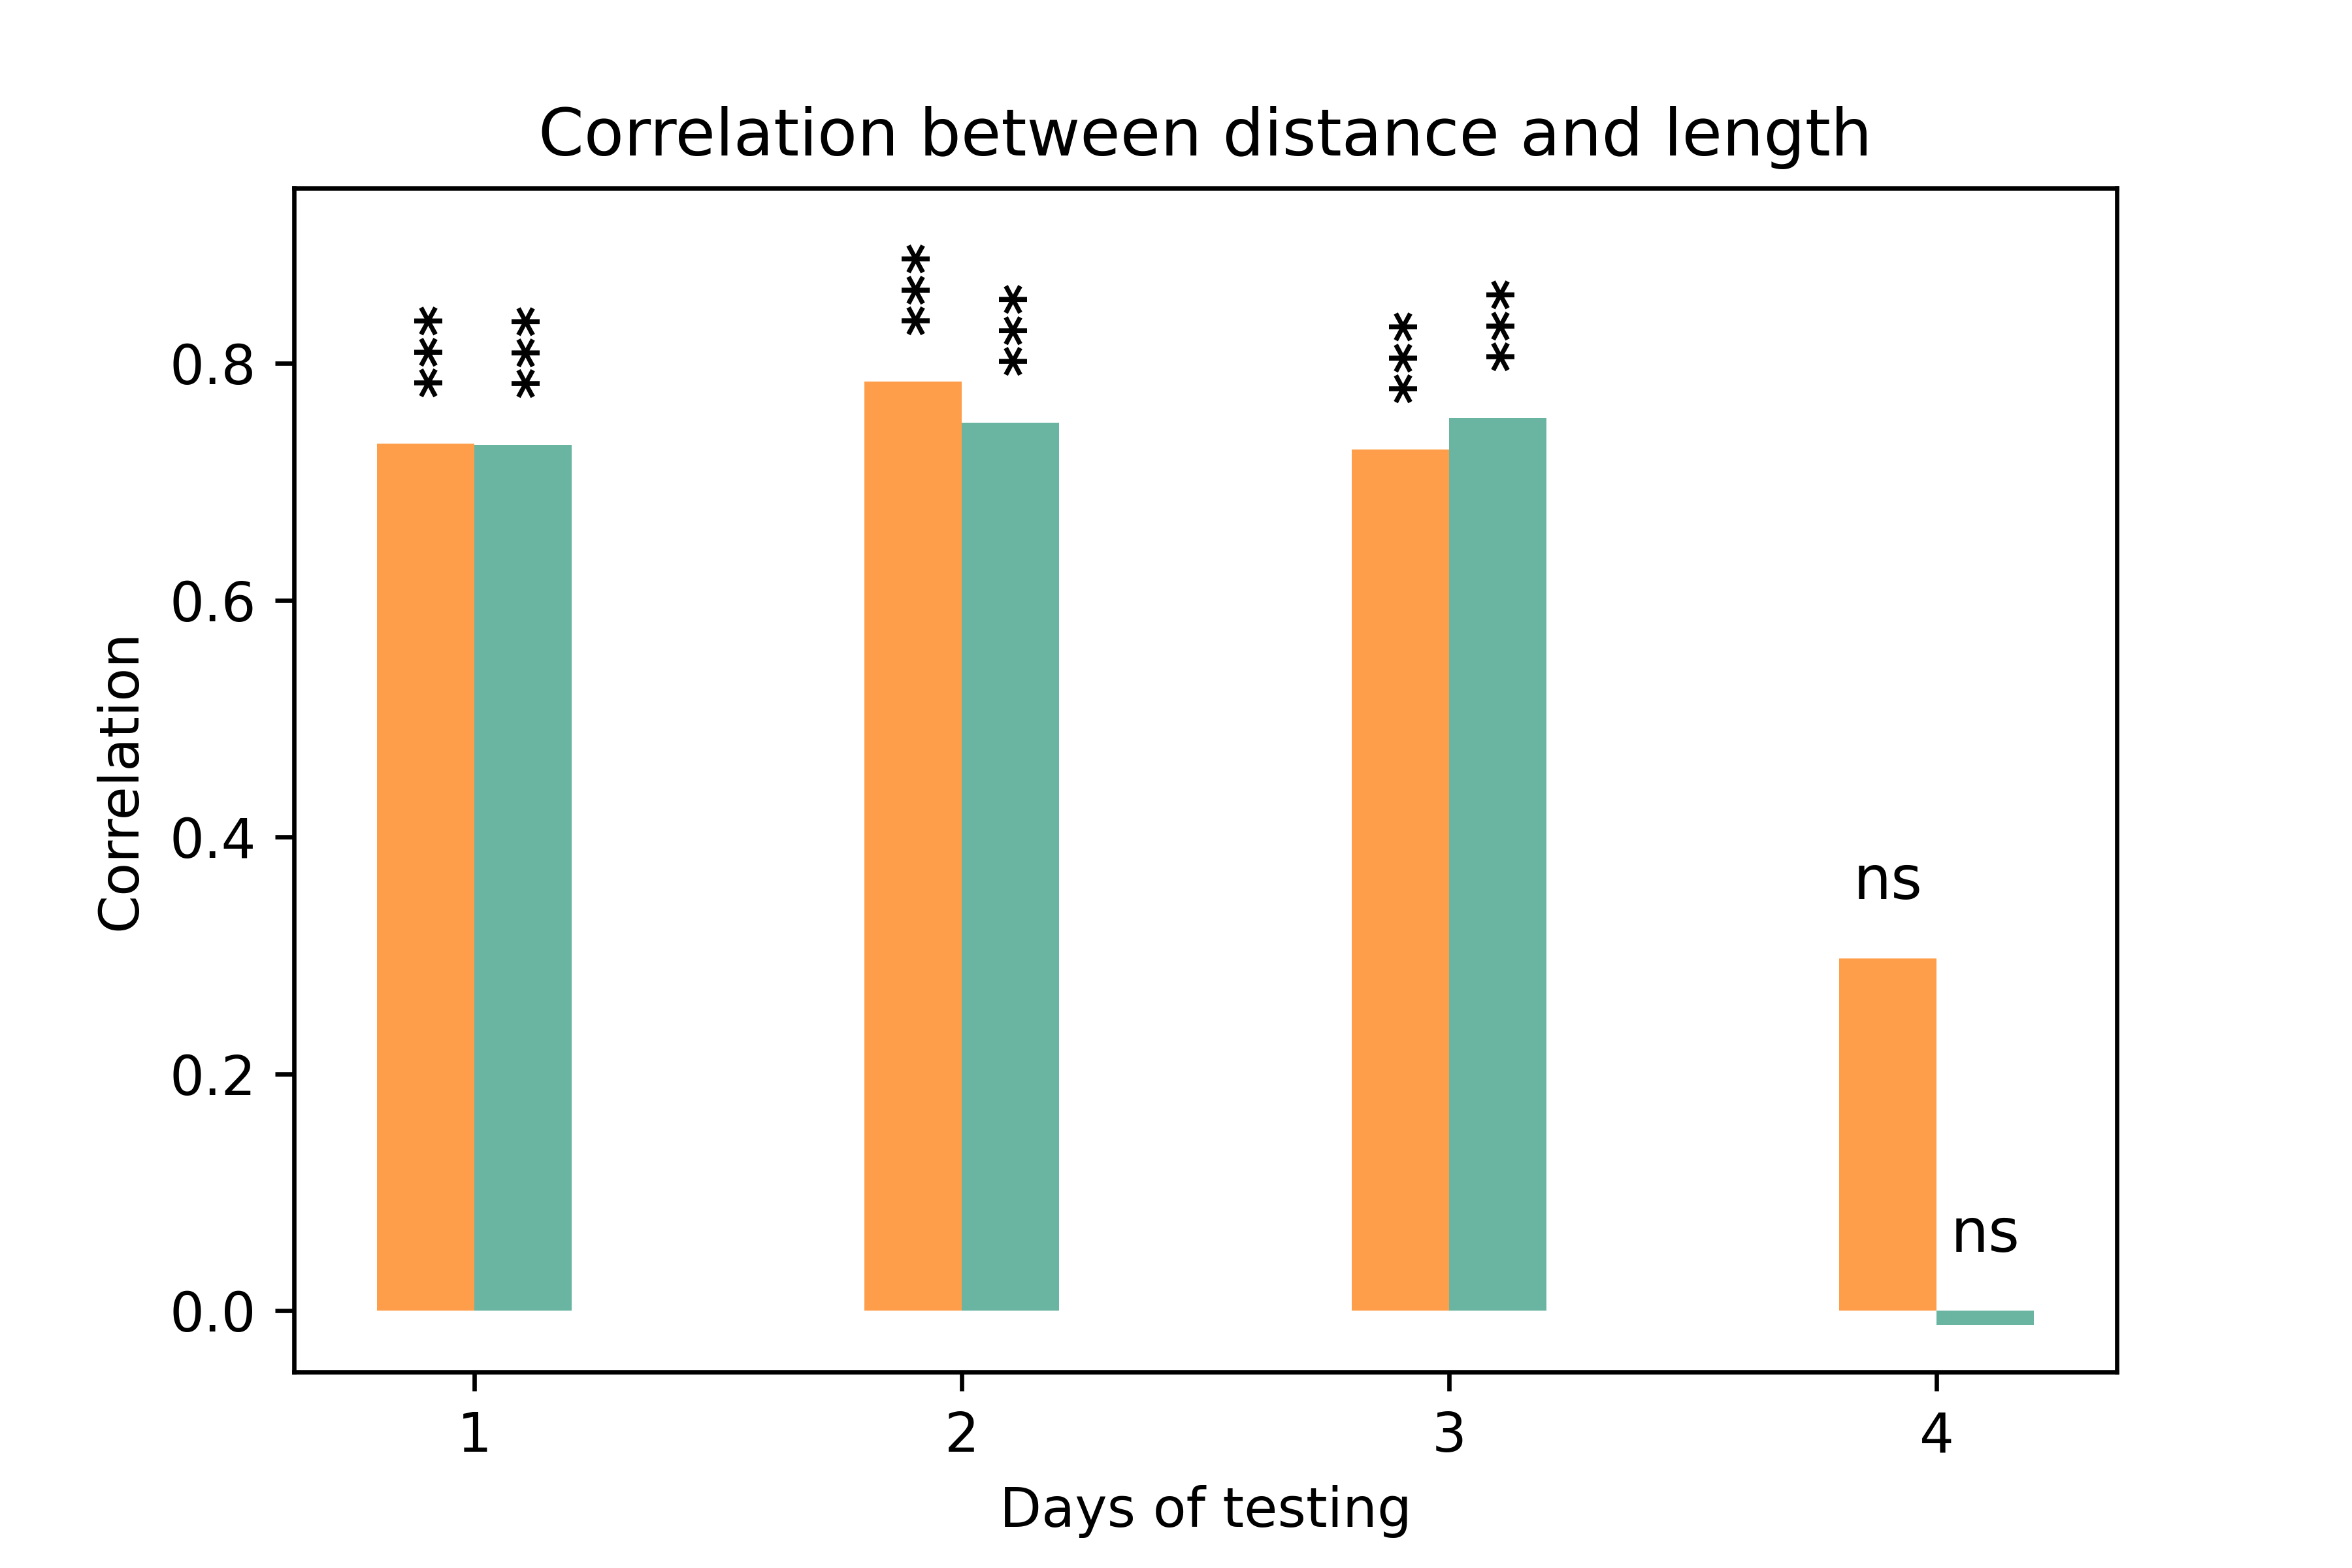 Correlation between distance and length
Correlation
0.8
0.6
0.4
0.2
0.0
*** *** *** *** *** ***
ns
ns
1 2 3 4
Days of testing